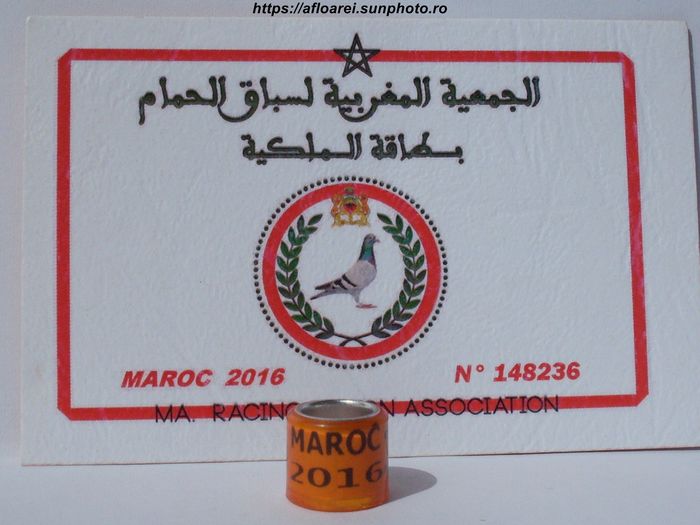 https://afloarei.sunphoto.ro
الجمعية المغربية لسباق الحمام
بطاقة الملكية
MAROC 2016
N° 148236
MA. RACING N ASSOCIATION
MAROC
2016